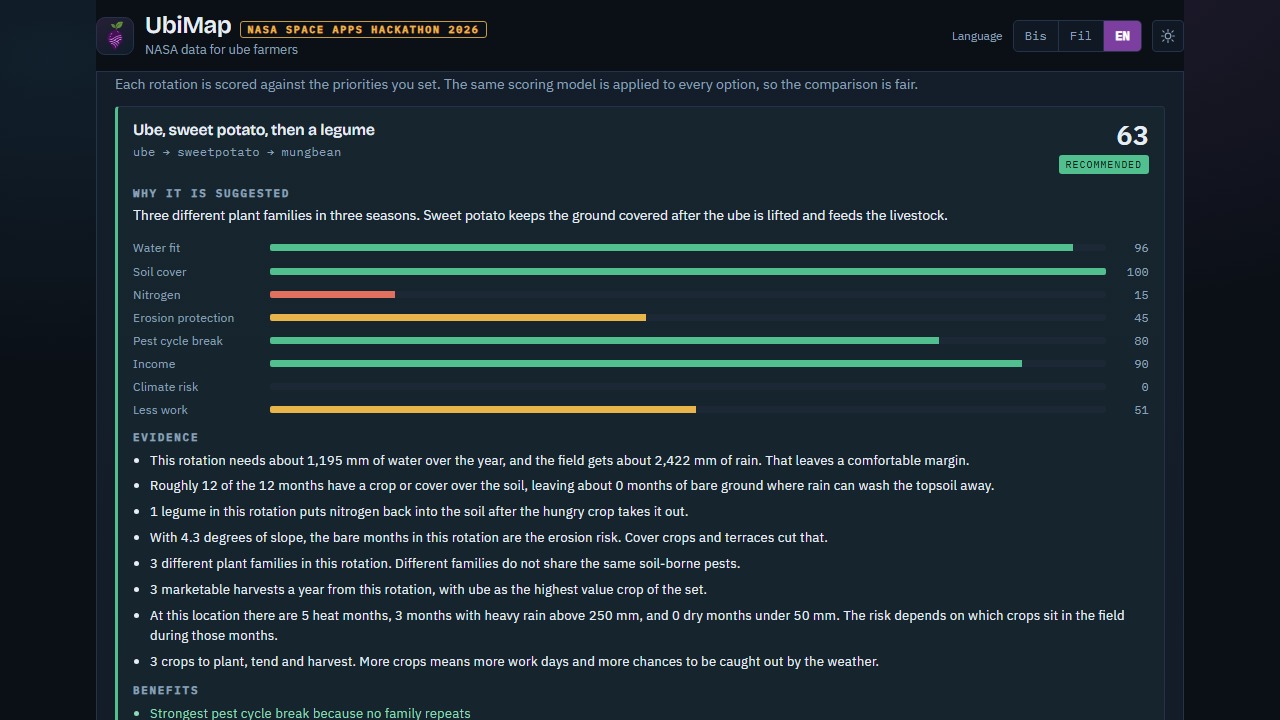 UbiMap
NASA SPACE APPS HACKATHON 2026
NASA data for ube farmers
Language
Bis
Fil
EN
Each rotation is scored against the priorities you set. The same scoring model is applied to every option, so the comparison is fair.
Ube, sweet potato, then a legume
63
ube → sweetpotato → mungbean
RECOMMENDED
WHY IT IS SUGGESTED
Three different plant families in three seasons. Sweet potato keeps the ground covered after the ube is lifted and feeds the livestock.
Water fit 96
Soil cover 100
Nitrogen 15
Erosion protection 45
Pest cycle break 80
Income 90
Climate risk 0
Less work 51
EVIDENCE
• This rotation needs about 1,195 mm of water over the year, and the field gets about 2,422 mm of rain. That leaves a comfortable margin.
• Roughly 12 of the 12 months have a crop or cover over the soil, leaving about 0 months of bare ground where rain can wash the topsoil away.
• 1 legume in this rotation puts nitrogen back into the soil after the hungry crop takes it out.
• With 4.3 degrees of slope, the bare months in this rotation are the erosion risk. Cover crops and terraces cut that.
• 3 different plant families in this rotation. Different families do not share the same soil-borne pests.
• 3 marketable harvests a year from this rotation, with ube as the highest value crop of the set.
• At this location there are 5 heat months, 3 months with heavy rain above 250 mm, and 0 dry months under 50 mm. The risk depends on which crops sit in the field
during those months.
• 3 crops to plant, tend and harvest. More crops means more work days and more chances to be caught out by the weather.
BENEFITS
• Strongest pest cycle break because no family repeats